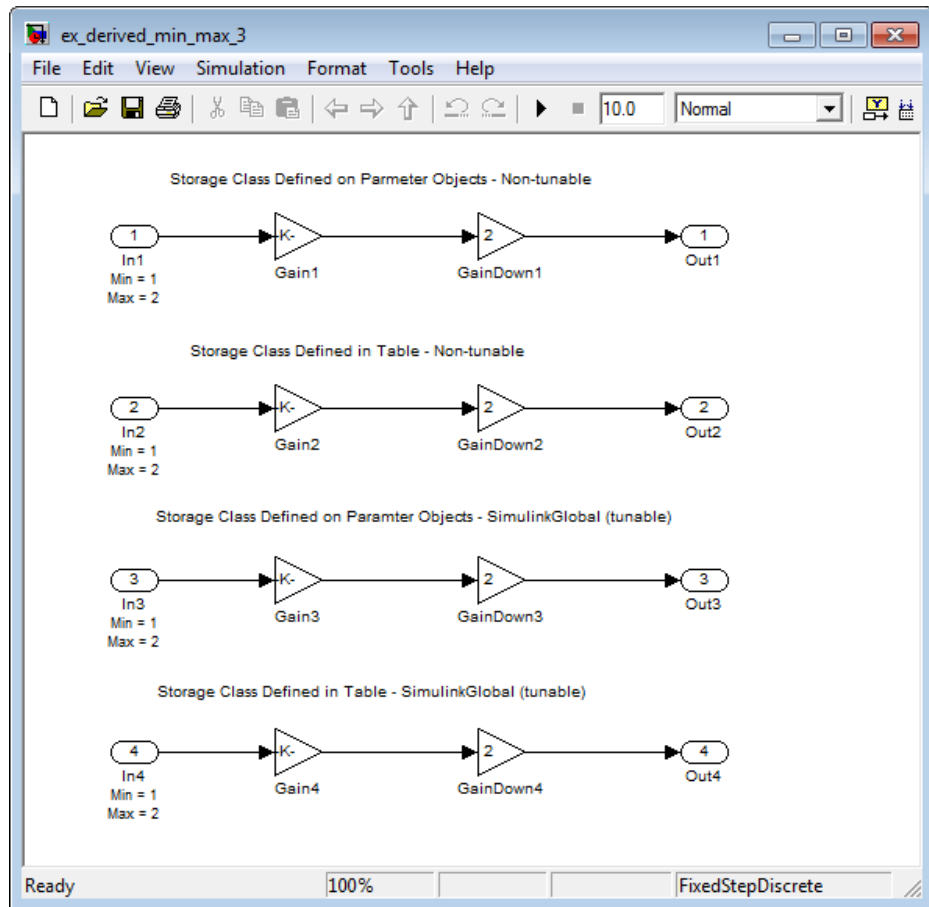 ex_derived_min_max_3
File Edit View Simulation Format Tools Help
10.0 Normal
Storage Class Defined on Parmeter Objects - Non-tunable
1 K- 2 1
In1 Gain1 GainDown1 Out1
Min = 1
Max = 2
Storage Class Defined in Table - Non-tunable
2 K- 2 2
In2 Gain2 GainDown2 Out2
Min = 1
Max = 2
Storage Class Defined on Paramter Objects - SimulinkGlobal (tunable)
3 K- 2 3
In3 Gain3 GainDown3 Out3
Min = 1
Max = 2
Storage Class Defined in Table - SimulinkGlobal (tunable)
4 K- 2 4
In4 Gain4 GainDown4 Out4
Min = 1
Max = 2
Ready 100% FixedStepDiscrete